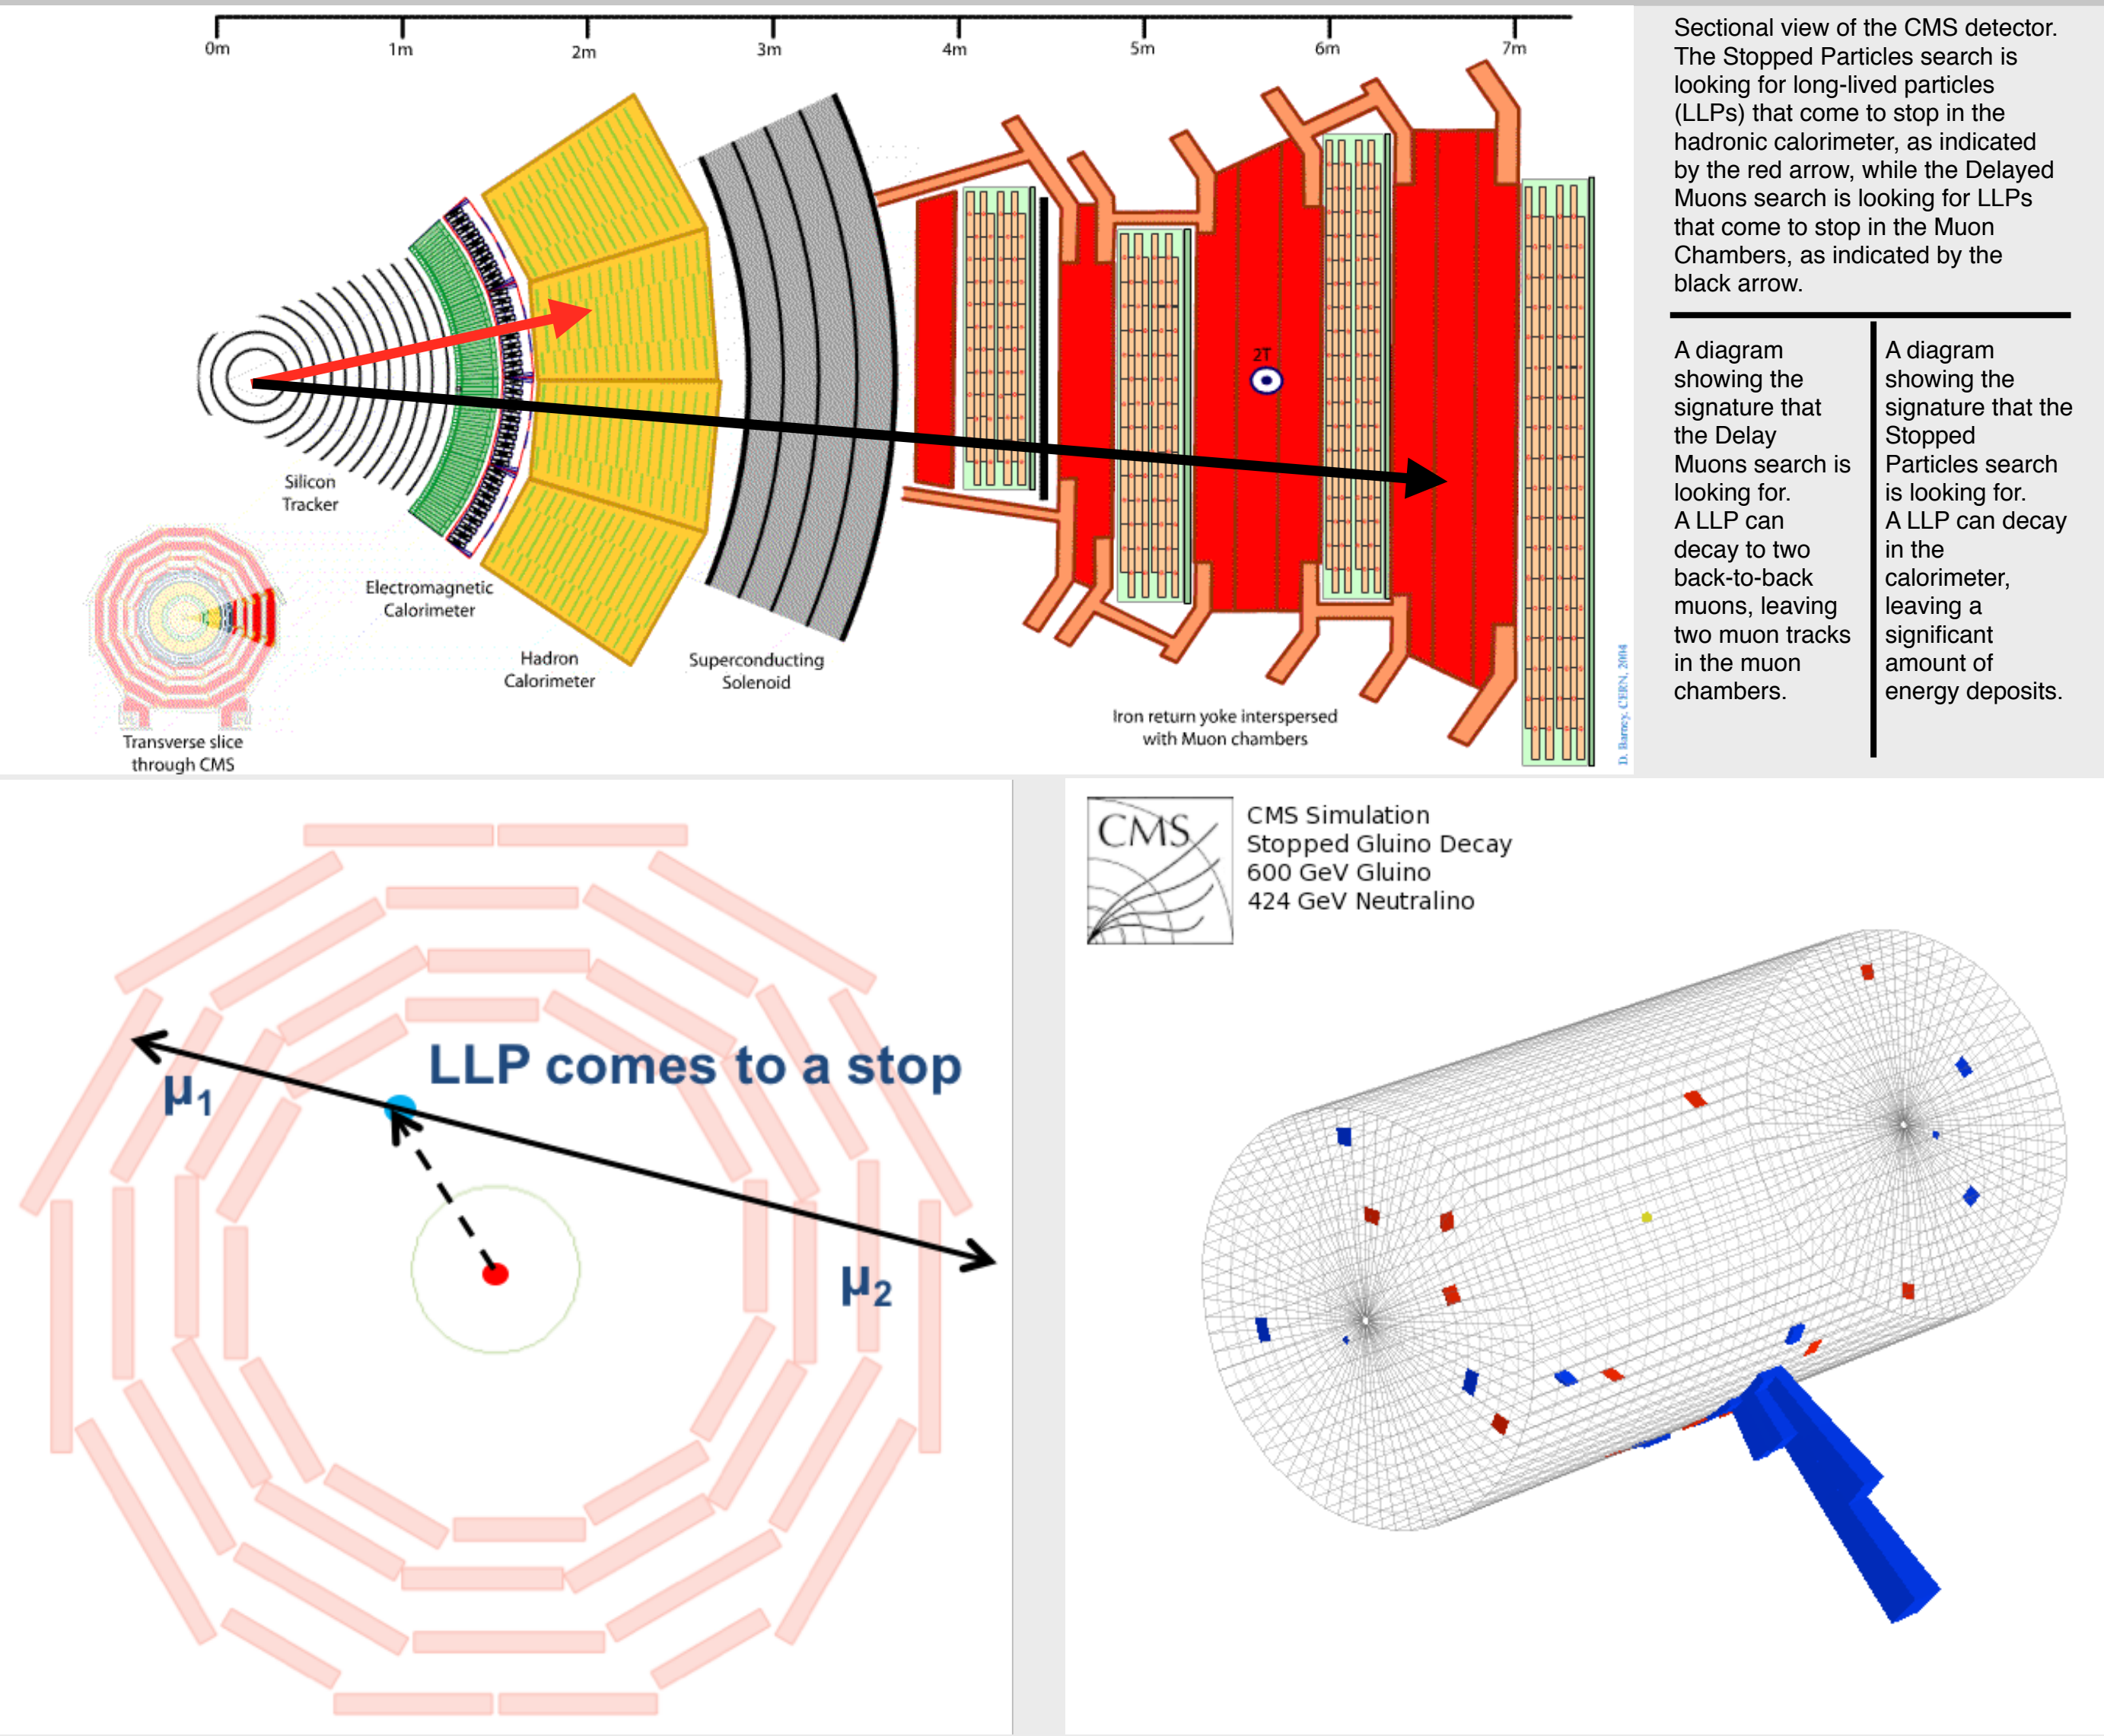 0m
1m
2m
3m
4m
5m
6m
7m
2T
Silicon
Tracker
Electromagnetic
Calorimeter
Hadron
Calorimeter
Superconducting
Solenoid
Iron return yoke interspersed
with Muon chambers
Transverse slice
through CMS
D. Barney, CERN, 2004
Sectional view of the CMS detector.
The Stopped Particles search is
looking for long-lived particles
(LLPs) that come to stop in the
hadronic calorimeter, as indicated
by the red arrow, while the Delayed
Muons search is looking for LLPs
that come to stop in the Muon
Chambers, as indicated by the
black arrow.
A diagram
showing the
signature that
the Delay
Muons search is
looking for.
A LLP can
decay to two
back-to-back
muons, leaving
two muon tracks
in the muon
chambers.
A diagram
showing the
signature that the
Stopped
Particles search
is looking for.
A LLP can decay
in the
calorimeter,
leaving a
significant
amount of
energy deposits.
LLP comes to a stop
μ1
μ2
CMS
CMS Simulation
Stopped Gluino Decay
600 GeV Gluino
424 GeV Neutralino